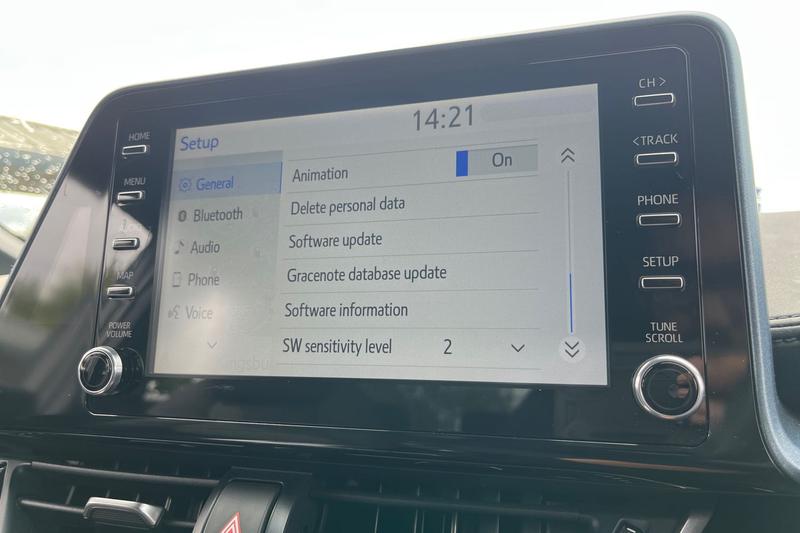 14:21
Setup
General
Bluetooth
Audio
Phone
Voice
Animation On
Delete personal data
Software update
Gracenote database update
Software information
SW sensitivity level 2
HOME
MENU
MAP
POWER
VOLUME
CH >
< TRACK
PHONE
SETUP
TUNE
SCROLL